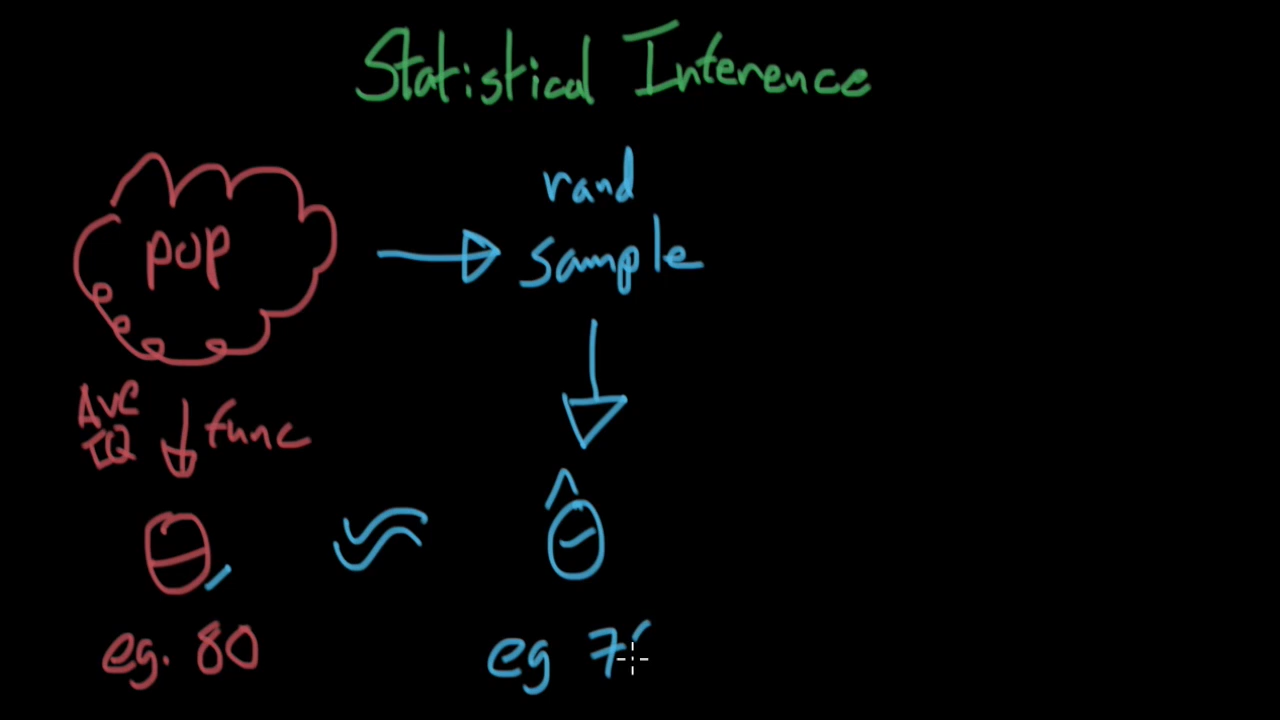 Statistical Inference
rand
sample
pop
AVG
IQ
func
θ
≈
θ̂
eg. 80
eg 7